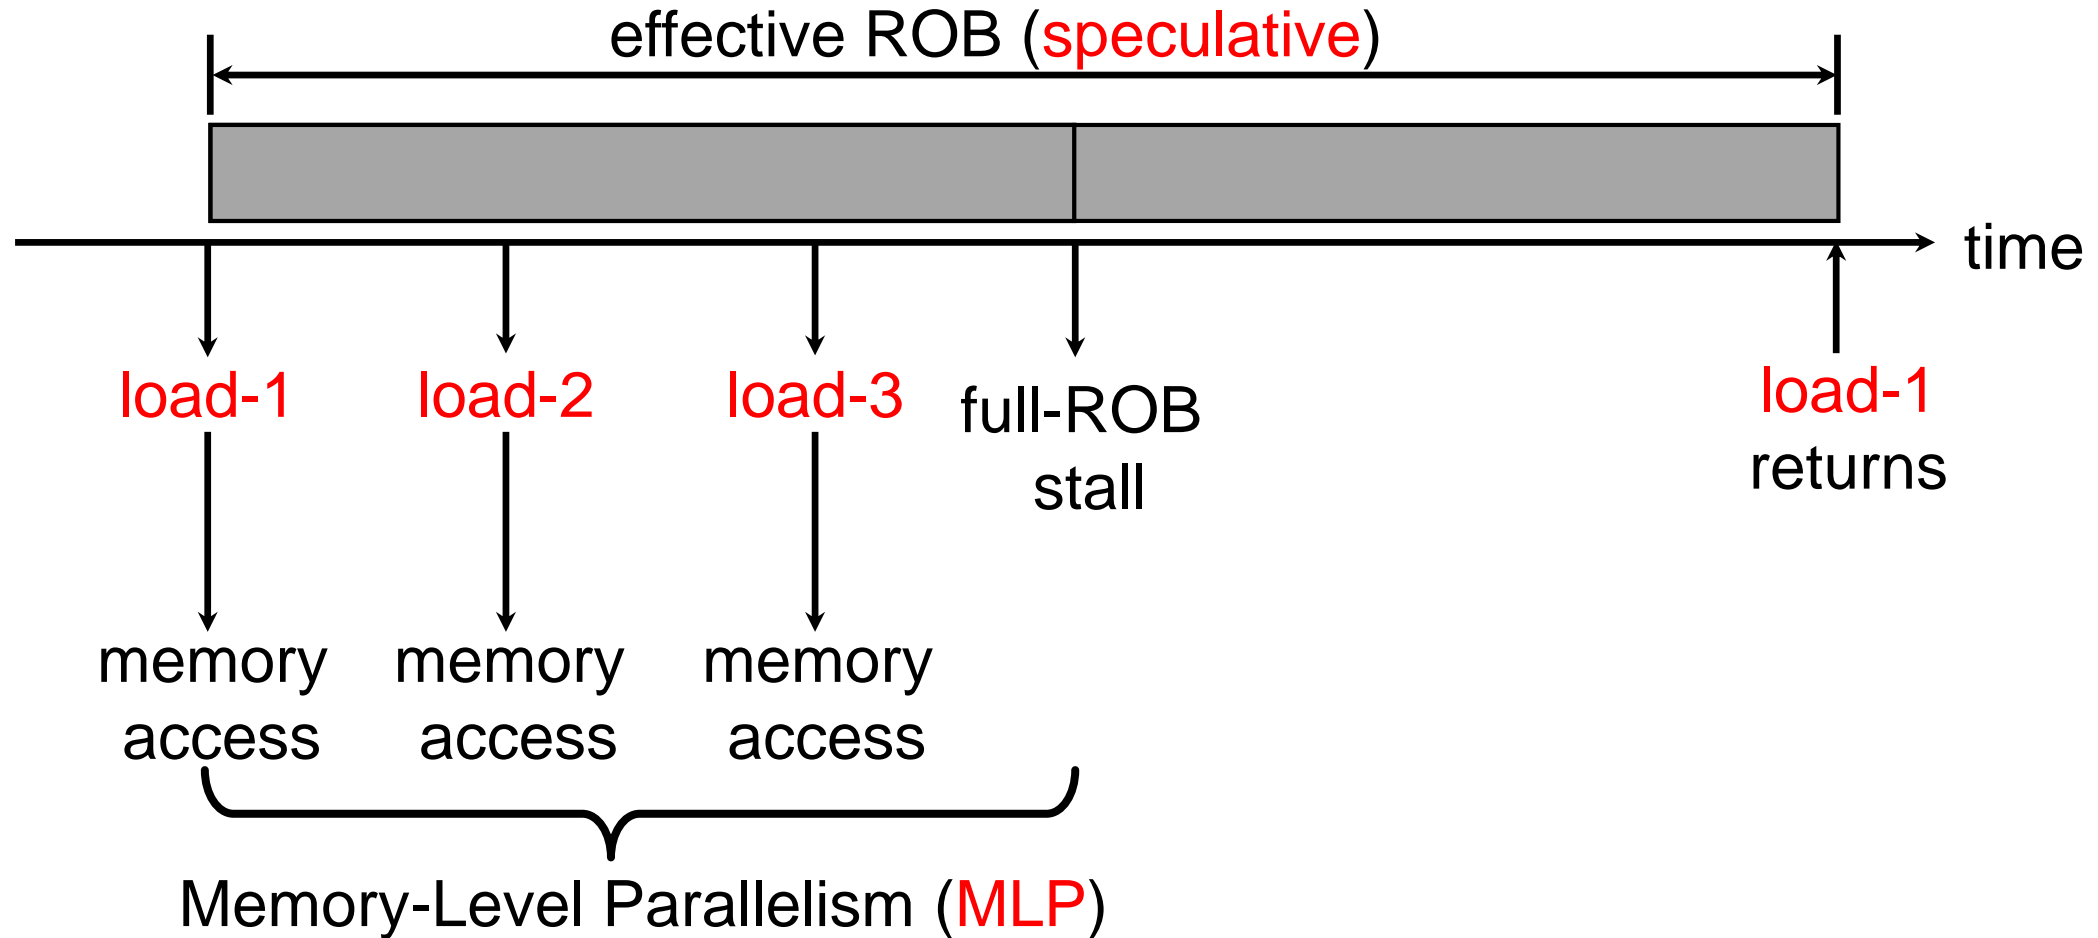 effective ROB (speculative)
time
load-1
load-2
load-3
full-ROB
stall
load-1
returns
memory
access
memory
access
memory
access
Memory-Level Parallelism (MLP)